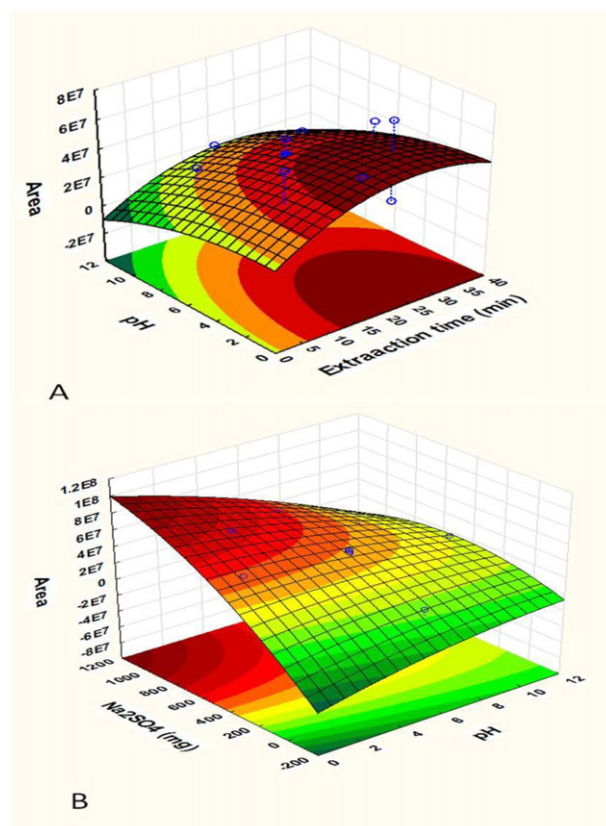 8E7
6E7
4E7
2E7
0
-2E7
Area
12
10
8
6
4
2
0
pH
0
5
10
15
20
25
30
35
40
Extraaction time (min)
A
1.2E8
1E8
8E7
6E7
4E7
2E7
0
-2E7
-4E7
-6E7
-8E7
Area
1200
1000
800
600
400
200
0
-200
Na2SO4 (mg)
0
2
4
6
8
10
12
pH
B